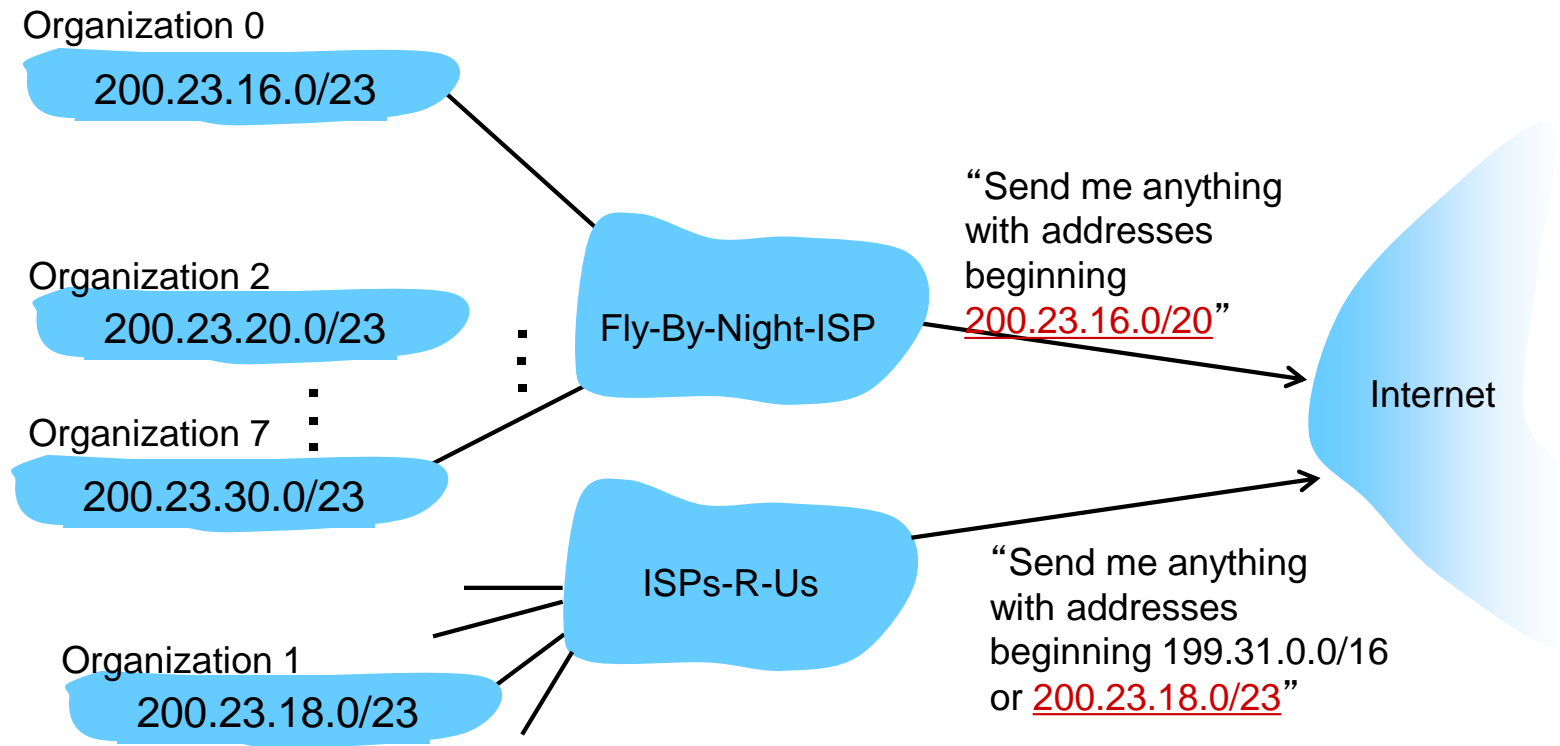 Organization 0
200.23.16.0/23
Organization 2
200.23.20.0/23
Organization 7
200.23.30.0/23
Fly-By-Night-ISP
“Send me anything
with addresses
beginning
200.23.16.0/20”
Internet
ISPs-R-Us
Organization 1
200.23.18.0/23
“Send me anything
with addresses
beginning 199.31.0.0/16
or 200.23.18.0/23”